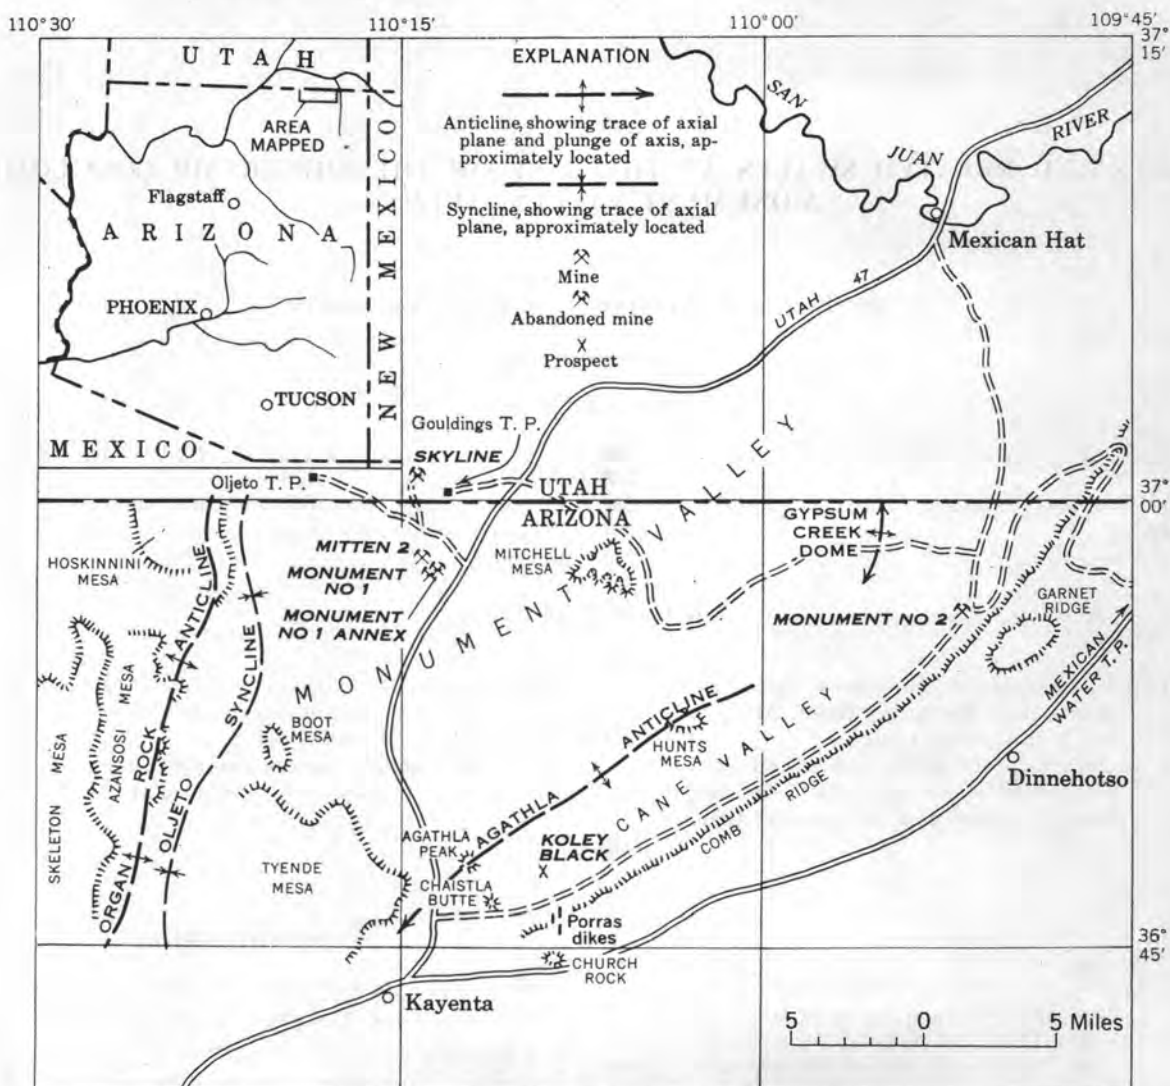 110°30'
110°15'
110°00'
109°45'
37°
15'
UTAH
AREA
MAPPED
Flagstaff
ARIZONA
PHOENIX
TUCSON
NEW MEXICO
MEXICO
EXPLANATION
Anticline, showing trace of axial
plane and plunge of axis, ap-
proximately located
Syncline, showing trace of axial
plane, approximately located
Mine
Abandoned mine
Prospect
SAN
JUAN
RIVER
Mexican Hat
UTAH 47
Gouldings T. P.
SKYLINE
Oljeto T. P.
UTAH
ARIZONA
37°
00'
MITTEN 2
MONUMENT
NO 1
MONUMENT
NO 1 ANNEX
MITCHELL
MESA
GYPSUM
CREEK
DOME
MONUMENT NO 2
GARNET
RIDGE
HOSKINNINI
MESA
MONUMENT VALLEY
MEXICAN
WATER T. P.
ORGAN ROCK ANTICLINE
OLJETO SYNCLINE
SKELETON MESA
AZANSOSI MESA
BOOT
MESA
AGATHLA ANTICLINE
HUNTS
MESA
CANE VALLEY
COMB RIDGE
Dinnehotso
AGATHLA
PEAK
KOLEY
BLACK
TYENDE
MESA
CHAISTLA
BUTTE
Porras
dikes
CHURCH
ROCK
36°
45'
Kayenta
5 0 5 Miles